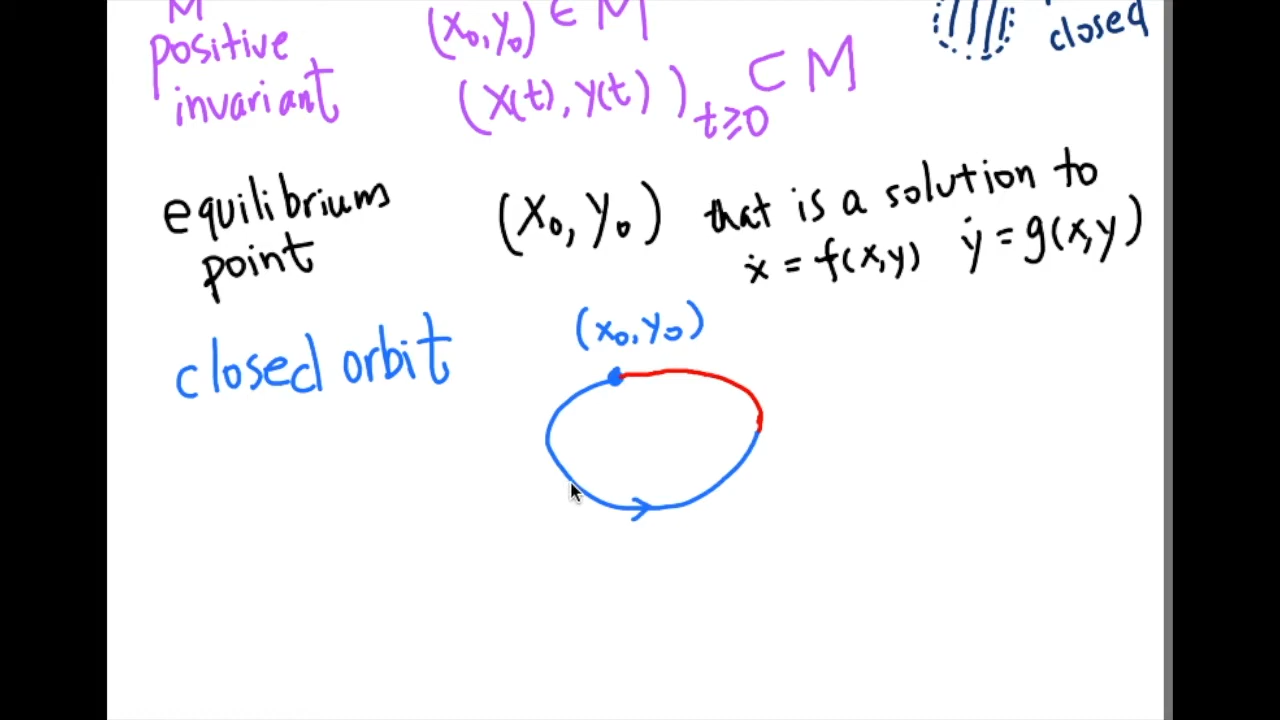 M
positive
invariant
(x₀,y₀) ∈ M
(x(t), y(t))t≥0 ⊂ M
closed
equilibrium
point
(x₀, y₀) that is a solution to
ẋ = f(x,y) ẏ = g(x,y)
closed orbit
(x₀,y₀)